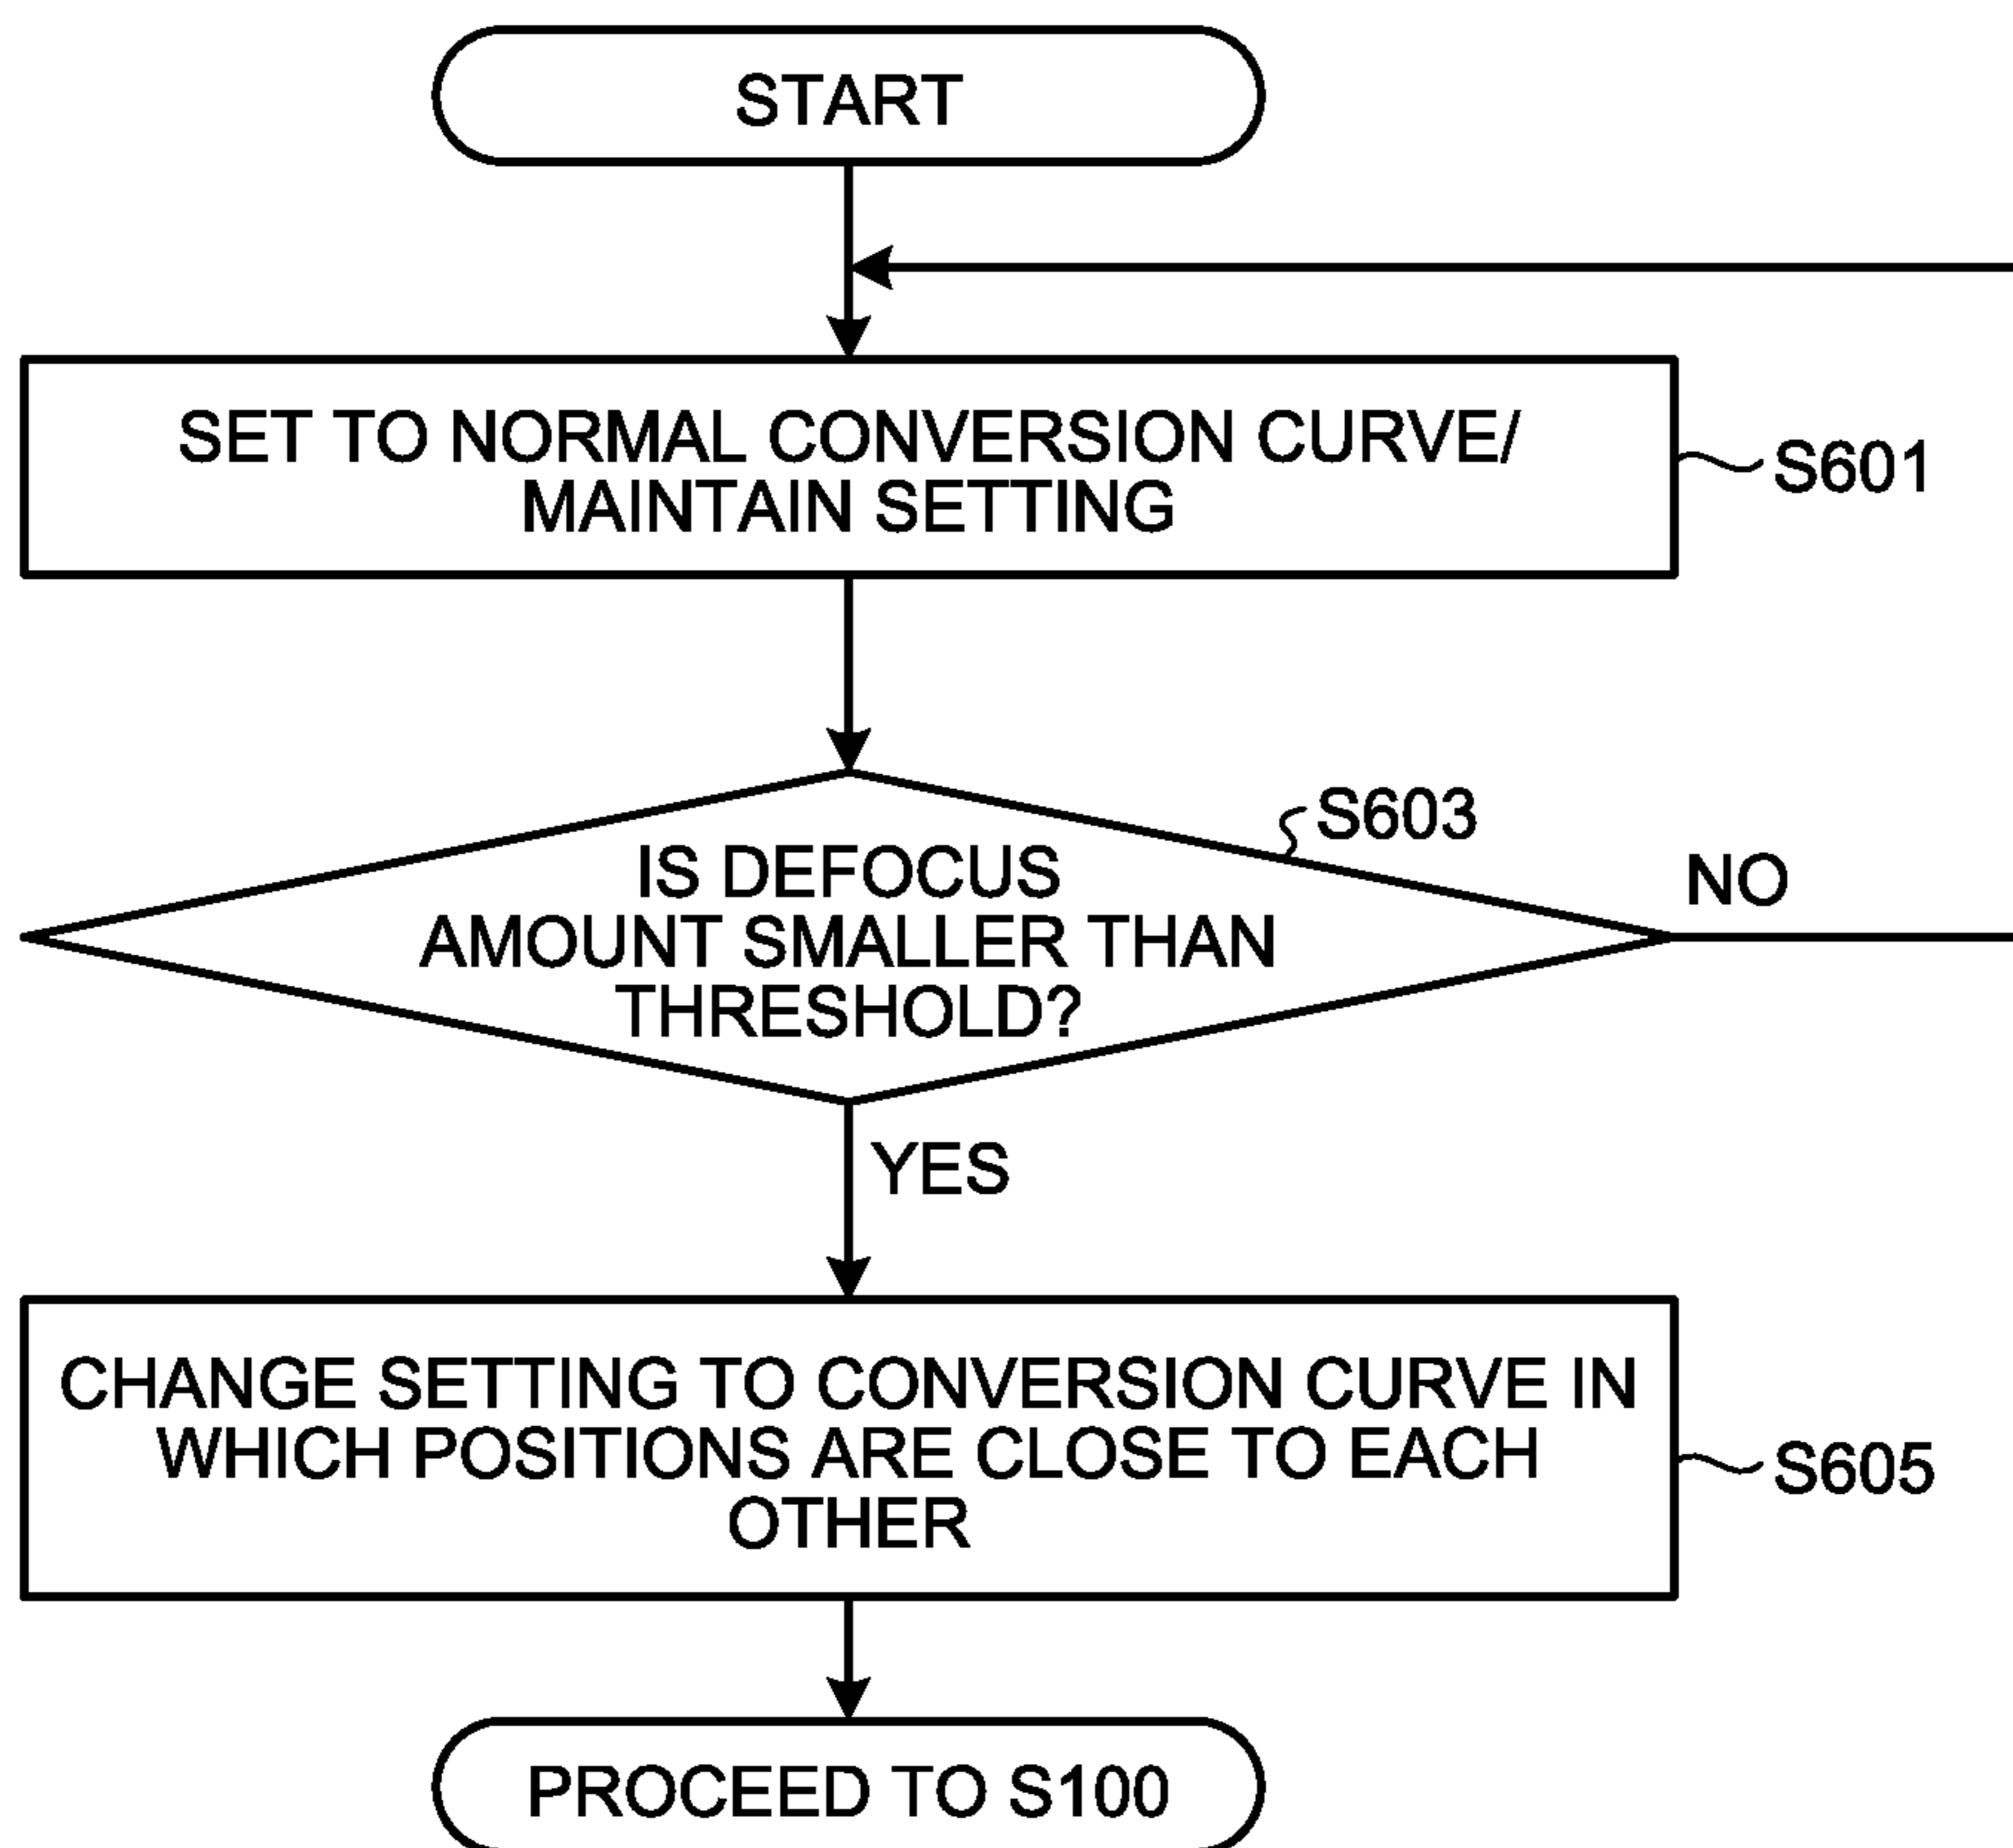 START
SET TO NORMAL CONVERSION CURVE/
MAINTAIN SETTING
S601
S603
IS DEFOCUS
AMOUNT SMALLER THAN
THRESHOLD?
NO
YES
CHANGE SETTING TO CONVERSION CURVE IN
WHICH POSITIONS ARE CLOSE TO EACH
OTHER
S605
PROCEED TO S100